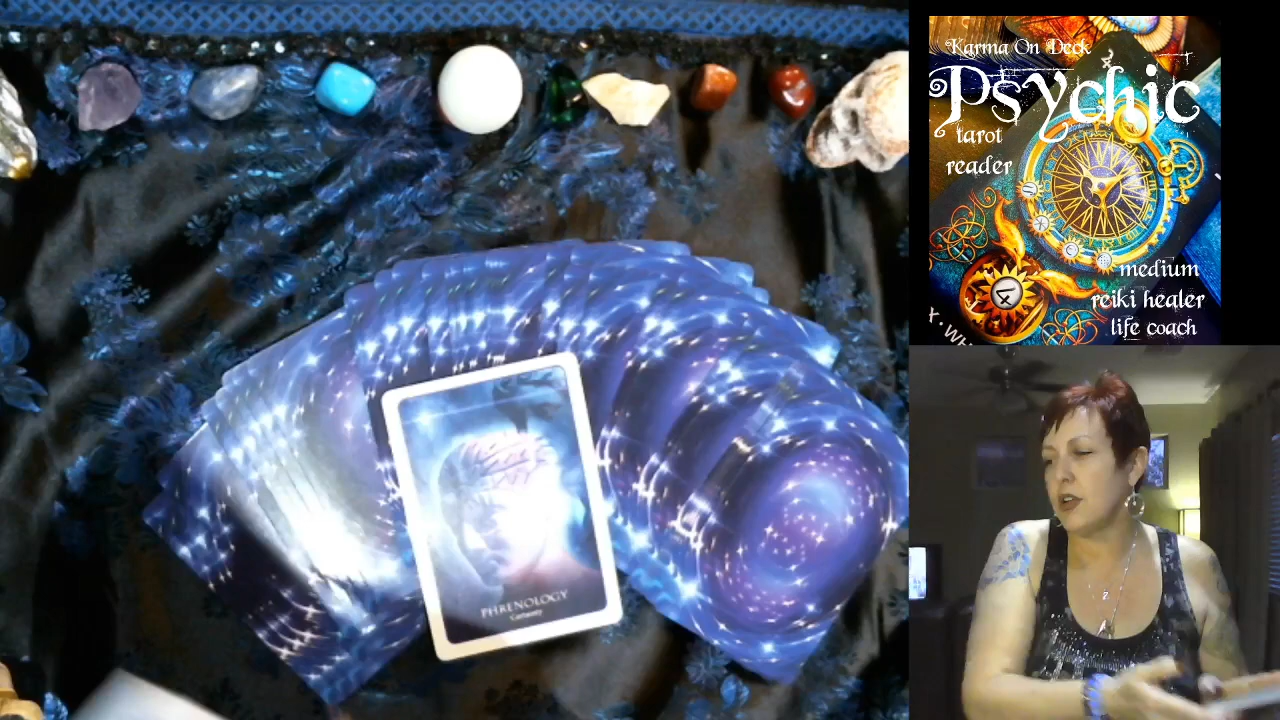 Karma On Deck
Psychic
tarot
reader
medium
reiki healer
life coach
PHRENOLOGY